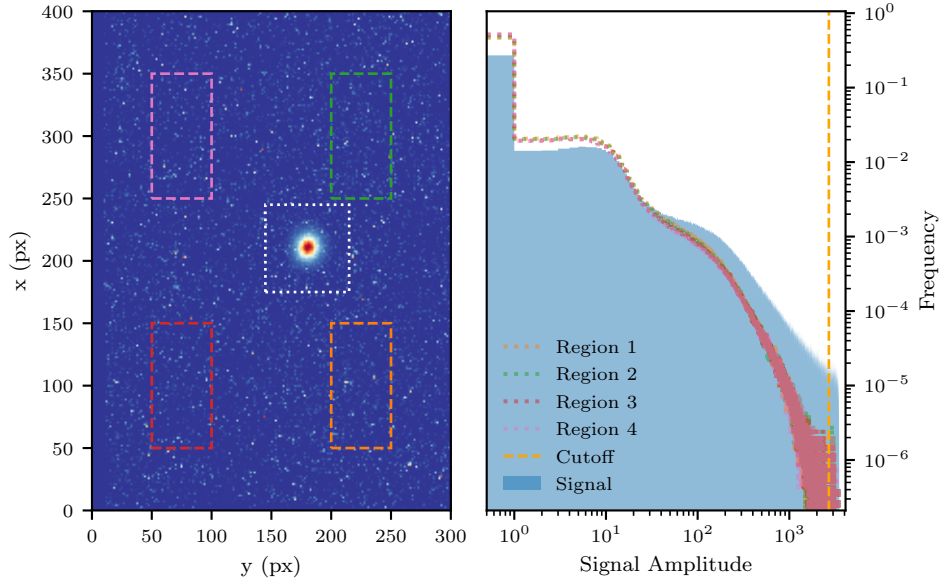 400
350
300
250
200
150
100
50
0
x (px)
0 50 100 150 200 250 300
y (px)
10^0
10^-1
10^-2
10^-3
10^-4
10^-5
10^-6
Frequency
Region 1
Region 2
Region 3
Region 4
Cutoff
Signal
10^0 10^1 10^2 10^3
Signal Amplitude